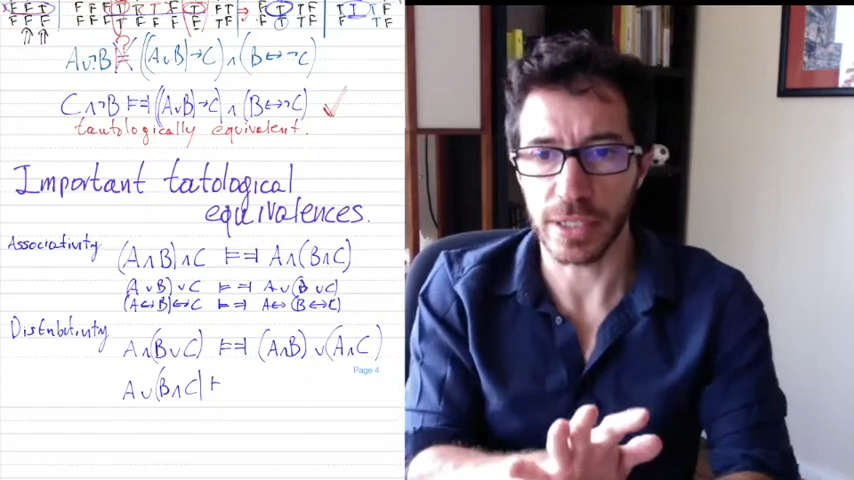 A∪¬B ⊭ ((A∪B)→C)∧(B↔¬C)
C∧¬B ⊨⫤ ((A∪B)→C)∧(B↔¬C)
tautologically equivalent.
Important tatological
equivalences.
Associativity (A∧B)∧C ⊨⫤ A∧(B∧C)
(A∪B)∪C ⊨⫤ A∪(B∪C)
(A↔B)↔C ⊨⫤ A↔(B↔C)
Distributivity A∧(B∪C) ⊨⫤ (A∧B)∪(A∧C)
Page 4
A∪(B∧C) ⊨